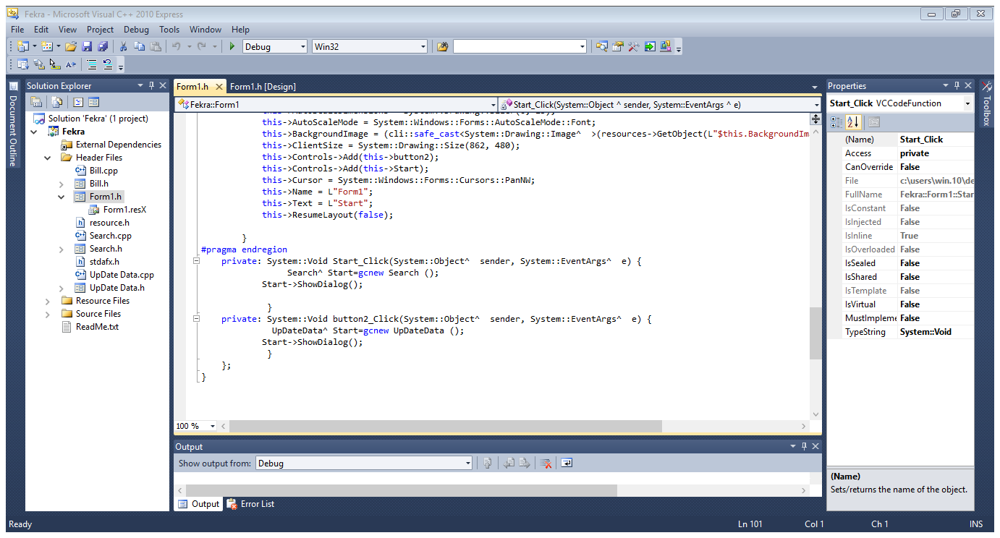 Fekra - Microsoft Visual C++ 2010 Express
File Edit View Project Debug Tools Window Help
Debug Win32
Solution Explorer
Document Outline
Solution 'Fekra' (1 project)
Fekra
External Dependencies
Header Files
Bill.cpp
Bill.h
Form1.h
Form1.resX
resource.h
Search.cpp
Search.h
stdafx.h
UpDate Data.cpp
UpDate Data.h
Resource Files
Source Files
ReadMe.txt
Form1.h Form1.h [Design]
Fekra::Form1 Start_Click(System::Object ^ sender, System::EventArgs ^ e)
this->AutoScaleMode = System::Windows::Forms::AutoScaleMode::Font;
this->BackgroundImage = (cli::safe_cast<System::Drawing::Image^  >(resources->GetObject(L"$this.BackgroundIm
this->ClientSize = System::Drawing::Size(862, 480);
this->Controls->Add(this->button2);
this->Controls->Add(this->Start);
this->Cursor = System::Windows::Forms::Cursors::PanNW;
this->Name = L"Form1";
this->Text = L"Start";
this->ResumeLayout(false);
}
#pragma endregion
private: System::Void Start_Click(System::Object^  sender, System::EventArgs^  e) {
Search^ Start=gcnew Search ();
Start->ShowDialog();
}
private: System::Void button2_Click(System::Object^  sender, System::EventArgs^  e) {
UpDateData^ Start=gcnew UpDateData ();
Start->ShowDialog();
}
};
}
100 %
Output
Show output from: Debug
Output Error List
Properties
Toolbox
Start_Click VCCodeFunction
(Name) Start_Click
Access private
CanOverride False
File c:\users\win.10\de
FullName Fekra::Form1::Star
IsConstant False
IsInjected False
IsInline True
IsOverloaded False
IsSealed False
IsShared False
IsTemplate False
IsVirtual False
MustImpleme False
TypeString System::Void
(Name)
Sets/returns the name of the object.
Ready Ln 101 Col 1 Ch 1 INS